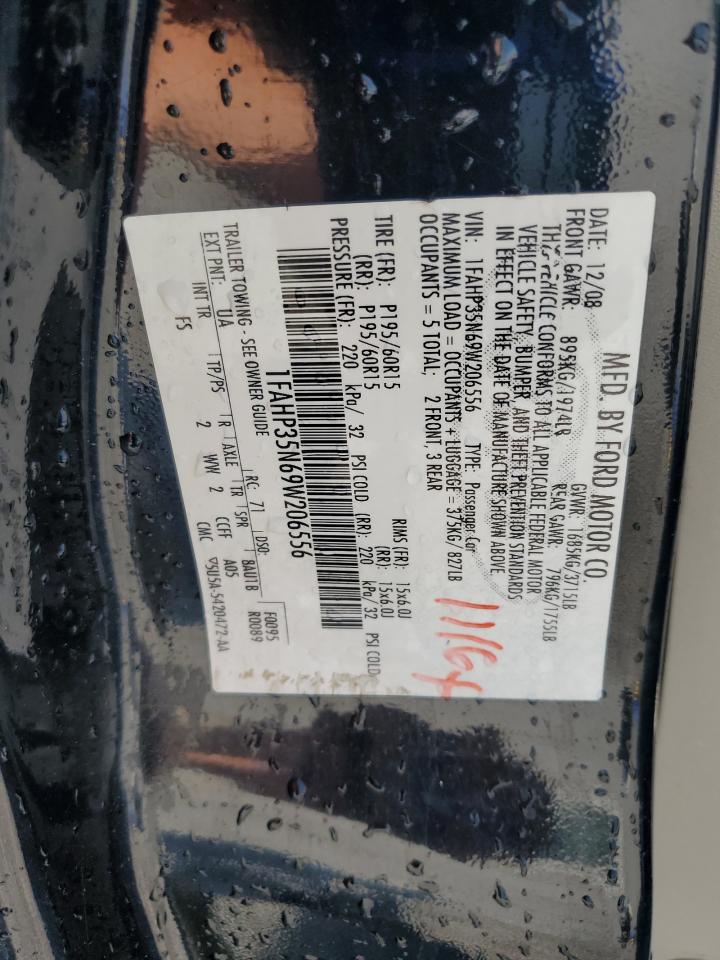 MFD. BY FORD MOTOR CO
DATE: 12/08 GVWR: 1685KG/3715LB
FRONT GAWR: 895KG/1974LB REAR GAWR: 796KG/1755LB
THIS VEHICLE CONFORMS TO ALL APPLICABLE FEDERAL MOTOR
VEHICLE SAFETY, BUMPER, AND THEFT PREVENTION STANDARDS
IN EFFECT ON THE DATE OF MANUFACTURE SHOWN ABOVE
VIN: 1FAHP35N69W206556 TYPE: Passenger Car
MAXIMUM LOAD = OCCUPANTS + LUGGAGE = 375KG/827LB
OCCUPANTS = 5 TOTAL; 2 FRONT 3 REAR
TIRE (FR): P195/60R15 RIMS (FR): 15x6.0J
(RR): P195/60R15 (RR): 15x6.0J
PRESSURE (FR): 220 kPa/ 32 PSI COLD (RR): 220 kPa/ 32 PSI COLD
1FAHP35N69W206556
TRAILER TOWING - SEE OWNER GUIDE
F0095
RC: 71 DSO: R0089
EXT PNT: UA
INT TR TP/PS R AXLE TR SPR 8AU1B
FS 2 WW 2 CCFF A05
CMC